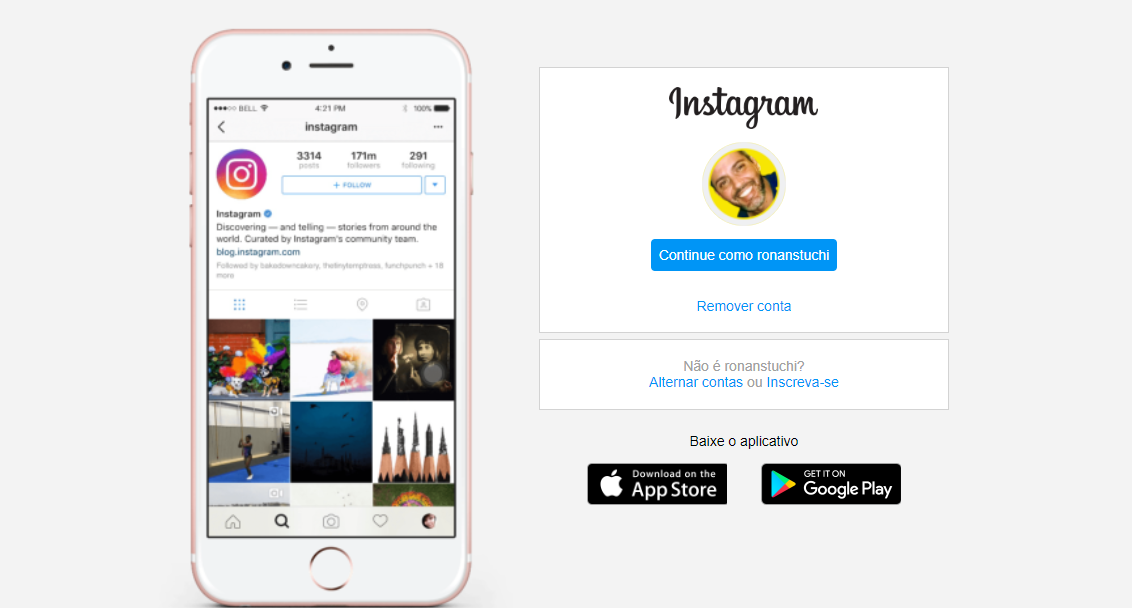 BELL 4:21 PM 100%
instagram
3314 171m 291
posts followers following
+ FOLLOW
Instagram
Discovering — and telling — stories from around the
world. Curated by Instagram's community team.
blog.instagram.com
Followed by bakedowncakery, thetinytemptress, funchpunch + 18
more
Instagram
Continue como ronanstuchi
Remover conta
Não é ronanstuchi?
Alternar contas ou Inscreva-se
Baixe o aplicativo
Download on the
App Store
GET IT ON
Google Play